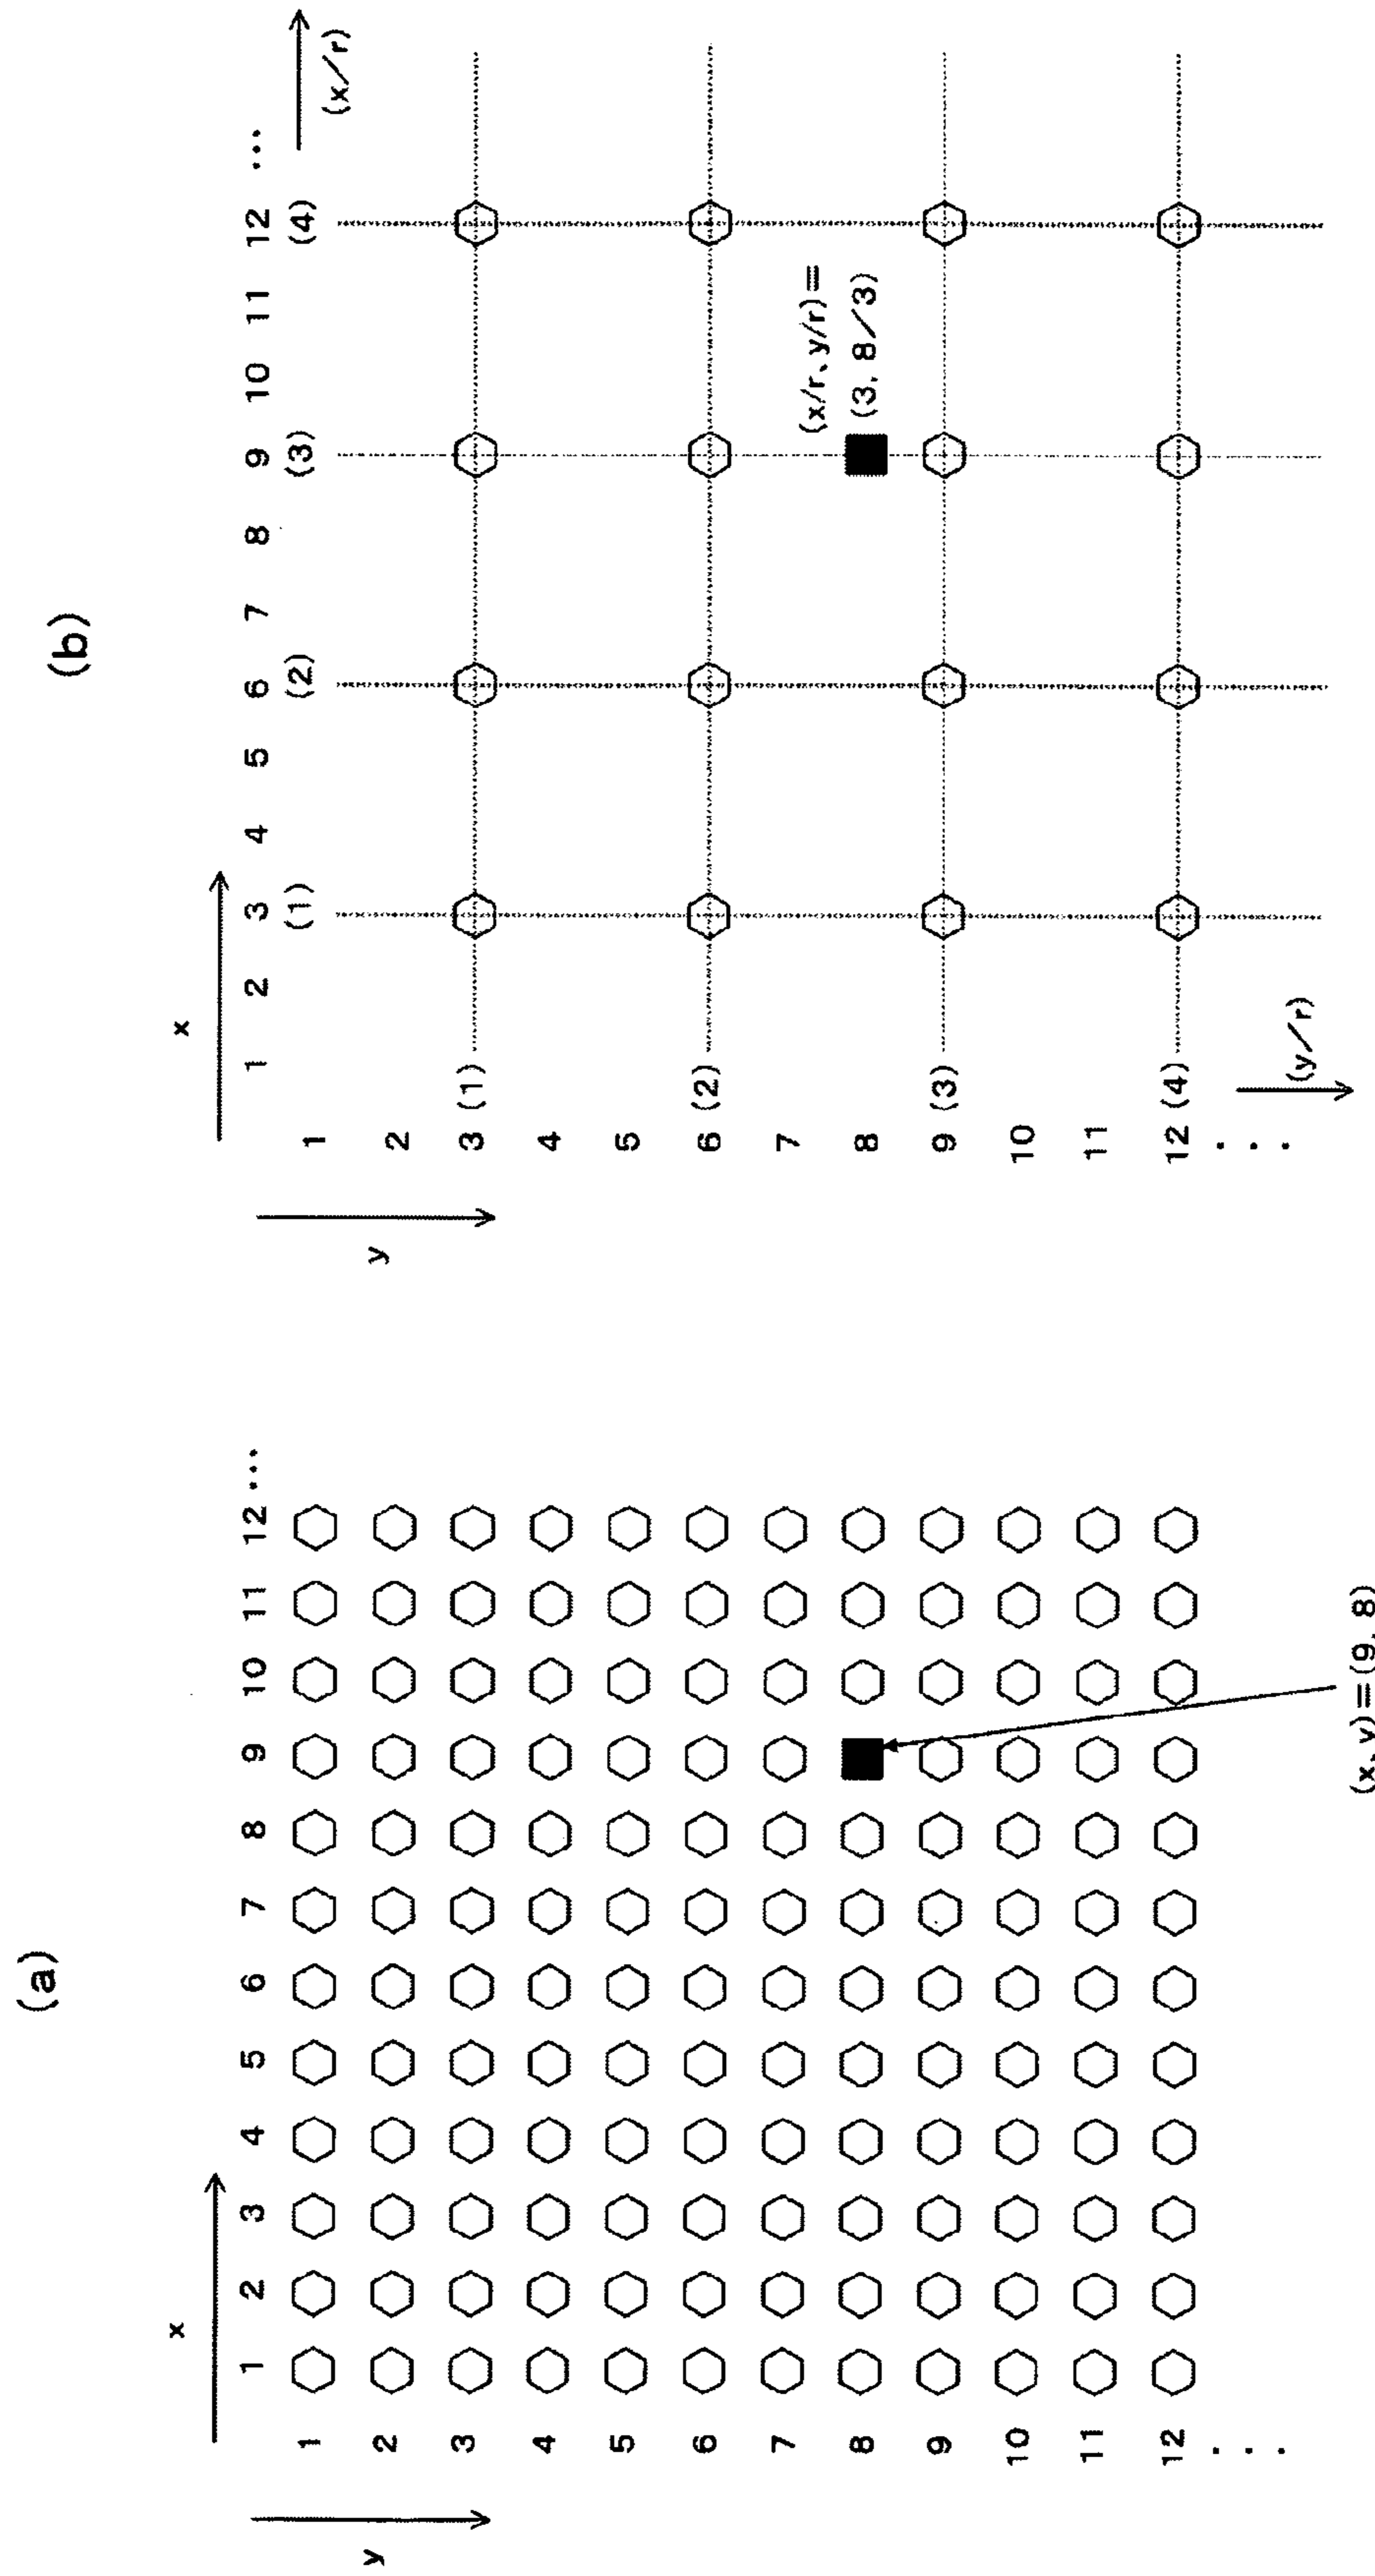 (a)
x
1 2 3 4 5 6 7 8 9 10 11 12 ...
y
1
2
3
4
5
6
7
8
9
10
11
12
...
(x、y)=(9, 8)
(b)
x
1 2 3 4 5 6 7 8 9 10 11 12 ...
(1) (2) (3) (4)
(x/r)
y
1
2
3 (1)
4
5
6 (2)
7
8
9 (3)
10
11
12 (4)
...
(y/r)
(x/r、y/r)=
(3, 8/3)